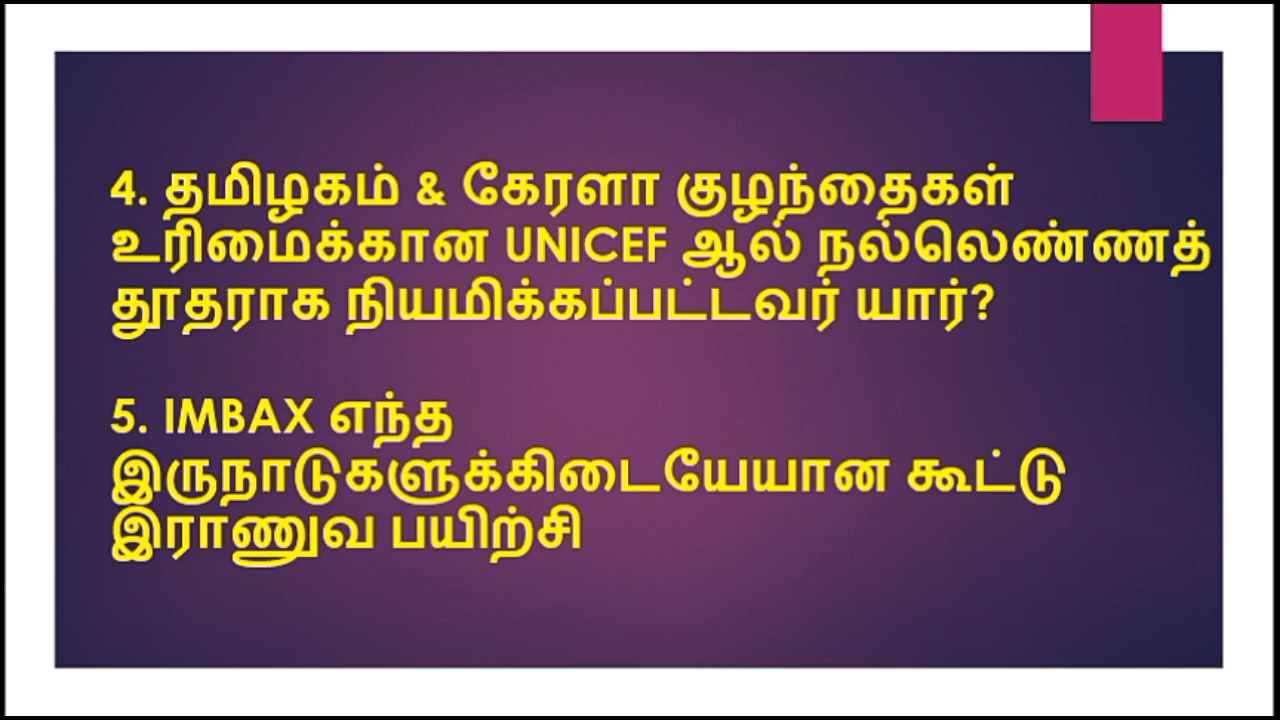 4. தமிழகம் & கேரளா குழந்தைகள்
உரிமைக்கான UNICEF ஆல் நல்லெண்ணத்
தூதராக நியமிக்கப்பட்டவர் யார்?
5. IMBAX எந்த
இருநாடுகளுக்கிடையேயான கூட்டு
இராணுவ பயிற்சி